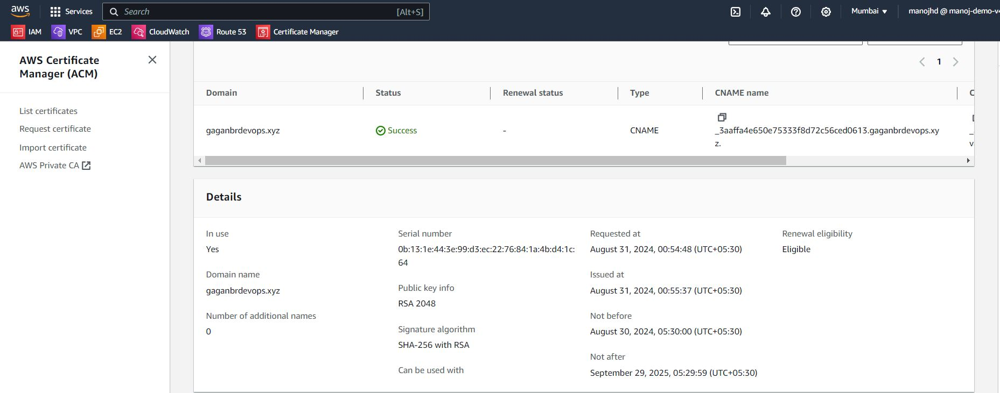 aws
Services
Search
[Alt+S]
Mumbai
manojhd @ manoj-demo-v4
IAM
VPC
EC2
CloudWatch
Route 53
Certificate Manager
AWS Certificate
Manager (ACM)
List certificates
Request certificate
Import certificate
AWS Private CA
1
Domain
Status
Renewal status
Type
CNAME name
gaganbrdevops.xyz
Success
-
CNAME
_3aaffa4e650e75333f8d72c56ced0613.gaganbrdevops.xy
z.
Details
In use
Yes
Domain name
gaganbrdevops.xyz
Number of additional names
0
Serial number
0b:13:1e:44:3e:99:d3:ec:22:76:84:1a:4b:d4:1c:
64
Public key info
RSA 2048
Signature algorithm
SHA-256 with RSA
Can be used with
Requested at
August 31, 2024, 00:54:48 (UTC+05:30)
Issued at
August 31, 2024, 00:55:37 (UTC+05:30)
Not before
August 30, 2024, 05:30:00 (UTC+05:30)
Not after
September 29, 2025, 05:29:59 (UTC+05:30)
Renewal eligibility
Eligible